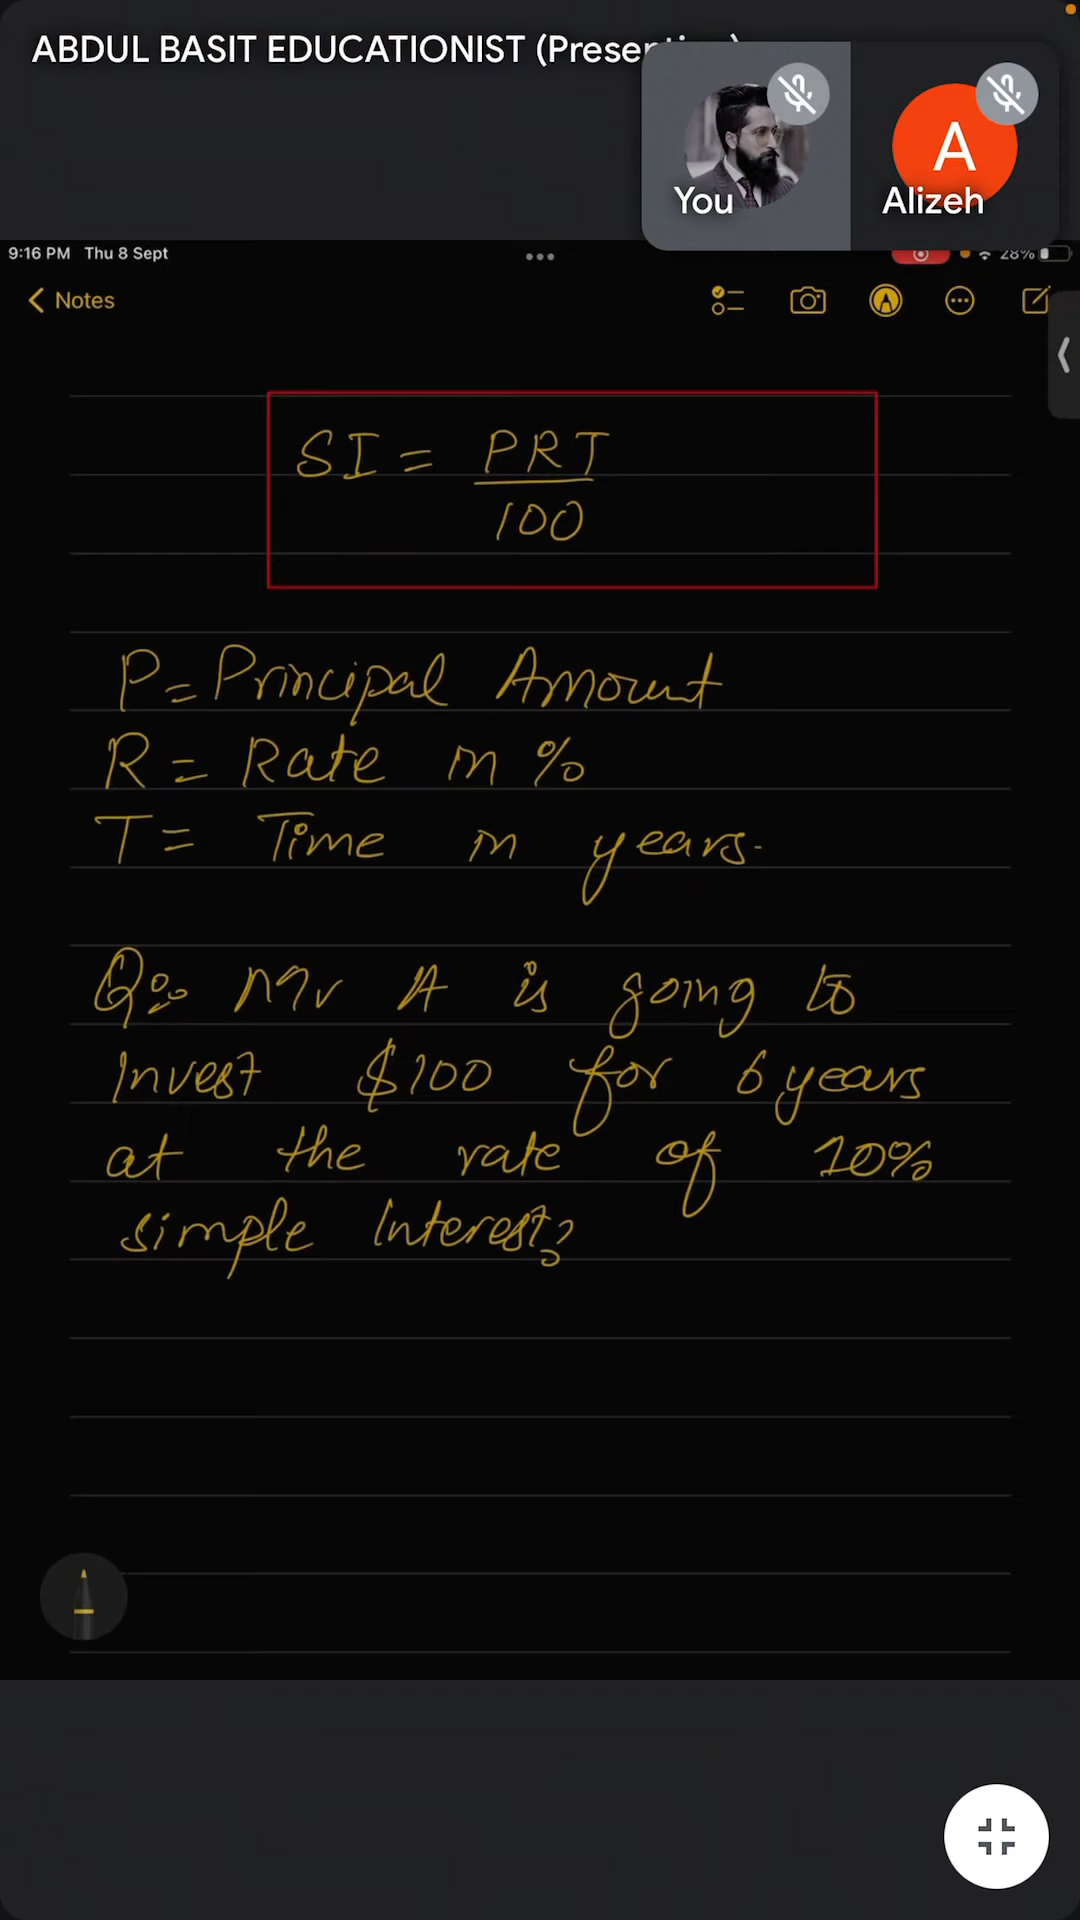 ABDUL BASIT EDUCATIONIST
You
A
Alizeh
9:16 PM Thu 8 Sept
28%
Notes
SI = PRT
100
P = Principal Amount
R = Rate in %
T = Time in years.
Q:- Mr A is going to
Invest $100 for 6 years
at the rate of 10%
simple Interest?